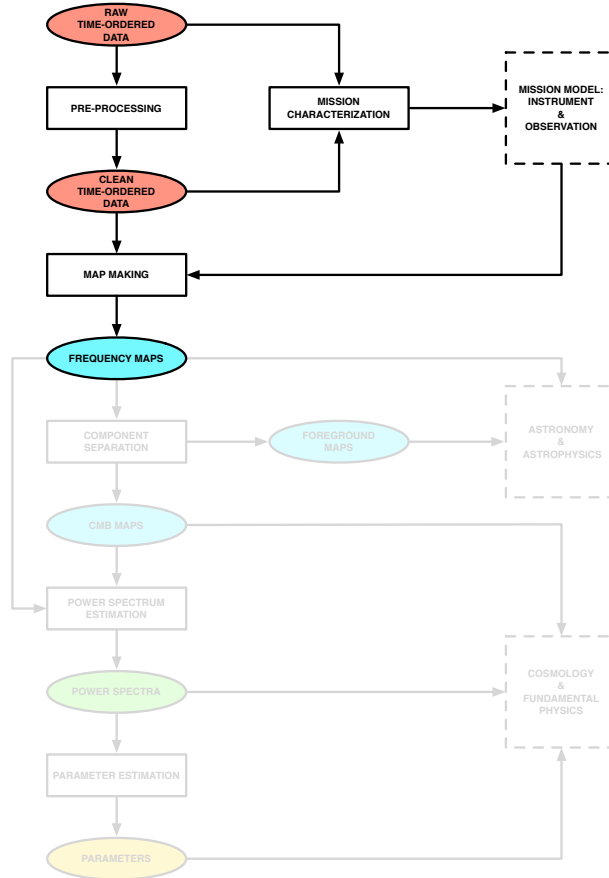 RAW
TIME-ORDERED
DATA
PRE-PROCESSING
MISSION
CHARACTERIZATION
MISSION MODEL:
INSTRUMENT
&
OBSERVATION
CLEAN
TIME-ORDERED
DATA
MAP MAKING
FREQUENCY MAPS
COMPONENT
SEPARATION
FOREGROUND
MAPS
ASTRONOMY
&
ASTROPHYSICS
CMB MAPS
POWER SPECTRUM
ESTIMATION
POWER SPECTRA
COSMOLOGY
&
FUNDAMENTAL
PHYSICS
PARAMETER ESTIMATION
PARAMETERS